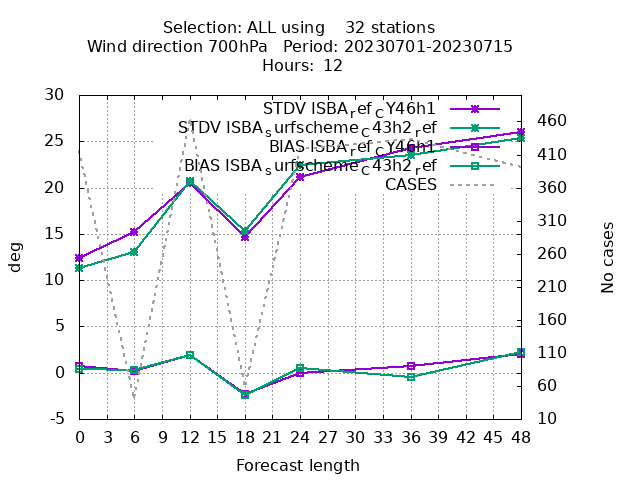 Selection: ALL using    32 stations
Wind direction 700hPa   Period: 20230701-20230715
Hours:  12
STDV ISBA_ref_CY46h1
STDV ISBA_surfscheme_C43h2_ref
BIAS ISBA_ref_CY46h1
BIAS ISBA_surfscheme_C43h2_ref
CASES
deg
30
25
20
15
10
5
0
-5
No cases
460
410
360
310
260
210
160
110
60
10
0 3 6 9 12 15 18 21 24 27 30 33 36 39 42 45 48
Forecast length